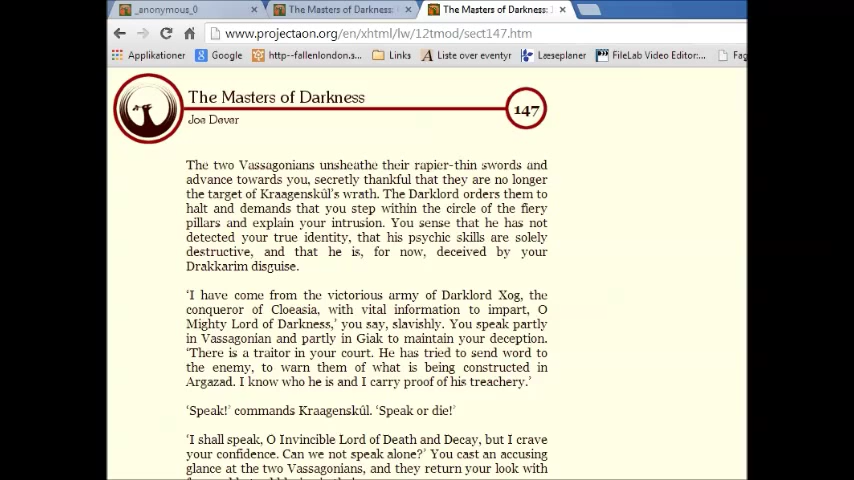 _anonymous_0
The Masters of Darkness:
The Masters of Darkness:
www.projectaon.org/en/xhtml/lw/12tmod/sect147.htm
Applikationer
Google
http--fallenlondon.s...
Links
Liste over eventyr
Læseplaner
FileLab Video Editor:...
Fag
The Masters of Darkness
147
Joe Dever
The two Vassagonians unsheathe their rapier-thin swords and
advance towards you, secretly thankful that they are no longer
the target of Kraagenskûl's wrath. The Darklord orders them to
halt and demands that you step within the circle of the fiery
pillars and explain your intrusion. You sense that he has not
detected your true identity, that his psychic skills are solely
destructive, and that he is, for now, deceived by your
Drakkarim disguise.
‘I have come from the victorious army of Darklord Xog, the
conqueror of Cloeasia, with vital information to impart, O
Mighty Lord of Darkness,’ you say, slavishly. You speak partly
in Vassagonian and partly in Giak to maintain your deception.
‘There is a traitor in your court. He has tried to send word to
the enemy, to warn them of what is being constructed in
Argazad. I know who he is and I carry proof of his treachery.’
‘Speak!’ commands Kraagenskûl. ‘Speak or die!’
‘I shall speak, O Invincible Lord of Death and Decay, but I crave
your confidence. Can we not speak alone?’ You cast an accusing
glance at the two Vassagonians, and they return your look with